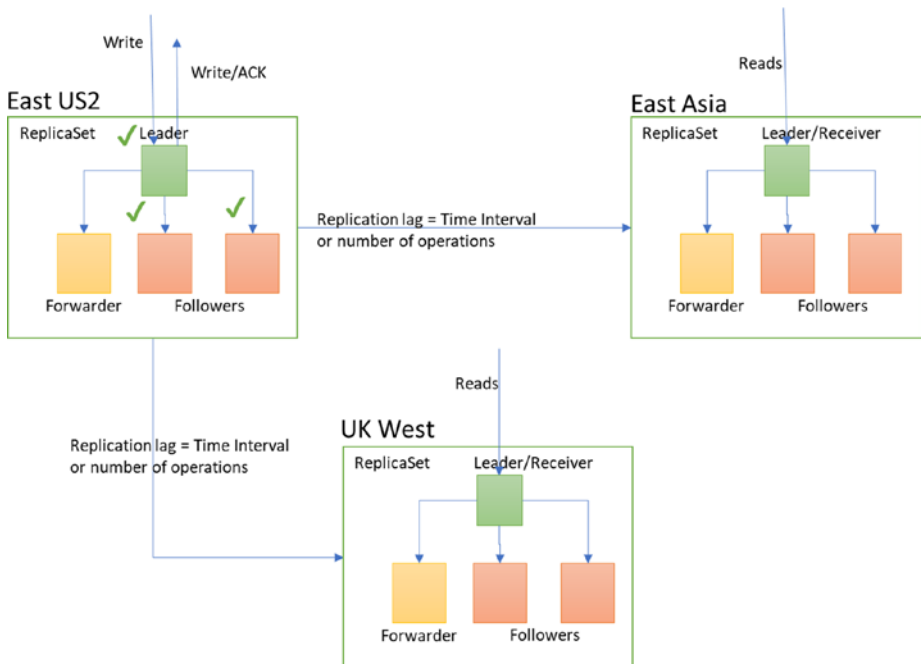 Write
Write/ACK
Reads
East US2
East Asia
ReplicaSet
Leader
ReplicaSet
Leader/Receiver
Replication lag = Time Interval
or number of operations
Forwarder
Followers
Forwarder
Followers
Reads
UK West
Replication lag = Time Interval
or number of operations
ReplicaSet
Leader/Receiver
Forwarder
Followers